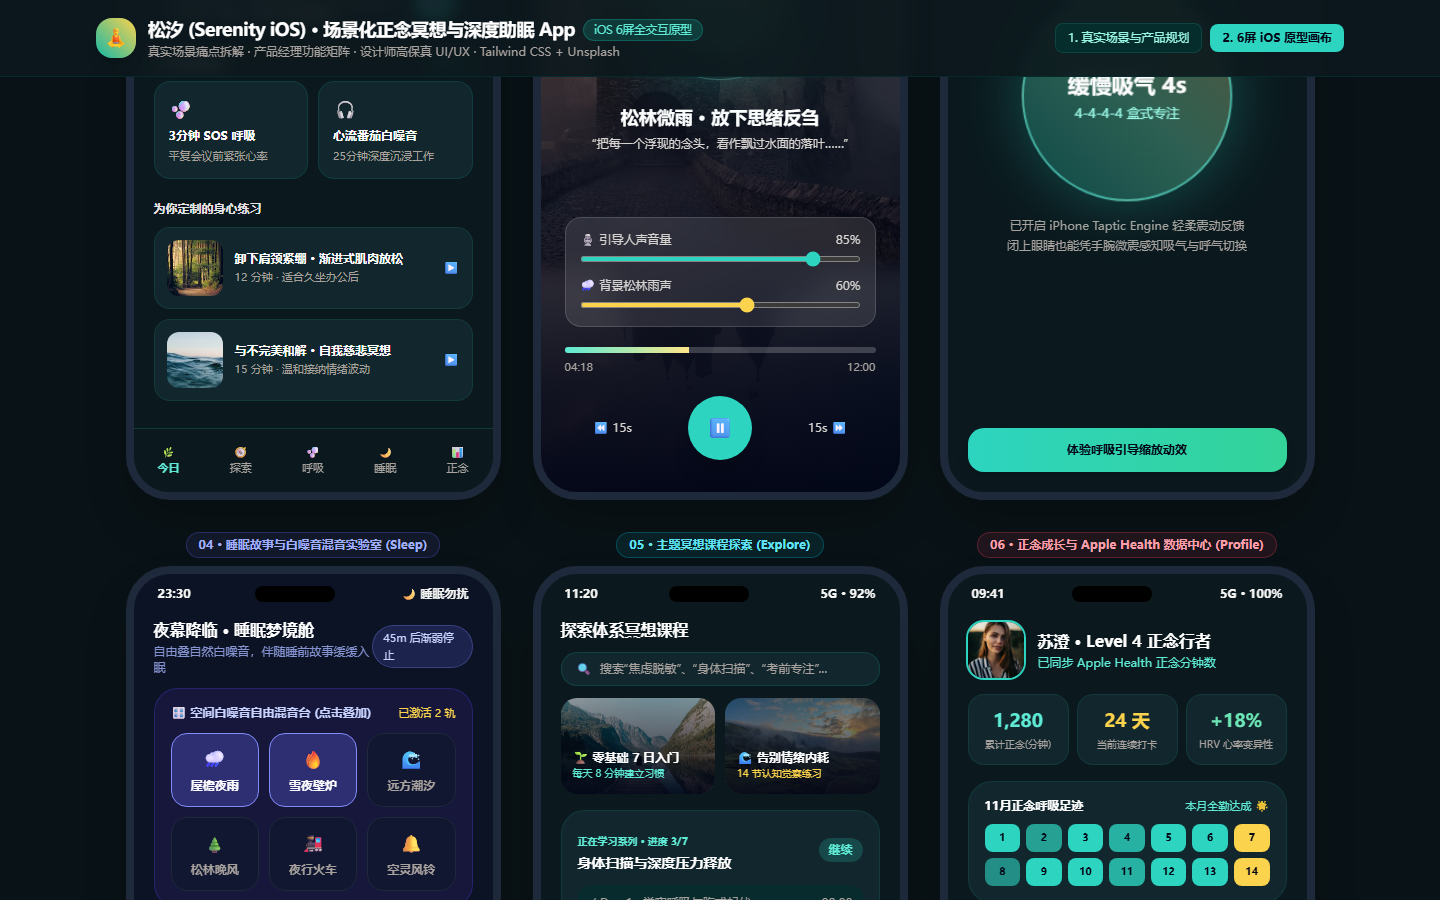 松汐 (Serenity iOS) • 场景化正念冥想与深度助眠 App
iOS 6屏全交互原型
真实场景痛点拆解 · 产品经理功能矩阵 · 设计师高保真 UI/UX · Tailwind CSS + Unsplash
1. 真实场景与产品规划
2. 6屏 iOS 原型画布
3分钟 SOS 呼吸
平复会议前紧张心率
心流番茄白噪音
25分钟深度沉浸工作
为你定制的身心练习
卸下肩颈紧绷 • 渐进式肌肉放松
12 分钟 · 适合久坐办公后
与不完美和解 • 自我慈悲冥想
15 分钟 · 温和接纳情绪波动
今日
探索
呼吸
睡眠
正念
松林微雨 • 放下思绪反刍
“把每一个浮现的念头，看作飘过水面的落叶……”
引导人声音量
85%
背景松林雨声
60%
04:18
12:00
15s
15s
缓慢吸气 4s
4-4-4-4 盒式专注
已开启 iPhone Taptic Engine 轻柔震动反馈
闭上眼睛也能凭手腕微震感知吸气与呼气切换
体验呼吸引导缩放动效
04 • 睡眠故事与白噪音混音实验室 (Sleep)
23:30
睡眠勿扰
夜幕降临 • 睡眠梦境舱
自由叠自然白噪音，伴随睡前故事缓缓入
眠
45m 后渐弱停
止
空间白噪音自由混音台 (点击叠加)
已激活 2 轨
屋檐夜雨
雪夜壁炉
远方潮汐
松林晚风
夜行火车
空灵风铃
05 • 主题冥想课程探索 (Explore)
11:20
5G • 92%
探索体系冥想课程
搜索“焦虑脱敏”、“身体扫描”、“考前专注”...
零基础 7 日入门
每天 8 分钟建立习惯
告别情绪内耗
14 节认知觉察练习
正在学习系列 • 进度 3/7
身体扫描与深度压力释放
继续
06 • 正念成长与 Apple Health 数据中心 (Profile)
09:41
5G • 100%
苏澄 • Level 4 正念行者
已同步 Apple Health 正念分钟数
1,280
累计正念(分钟)
24 天
当前连续打卡
+18%
HRV 心率变异性
11月正念呼吸足迹
本月全勤达成
1
2
3
4
5
6
7
8
9
10
11
12
13
14